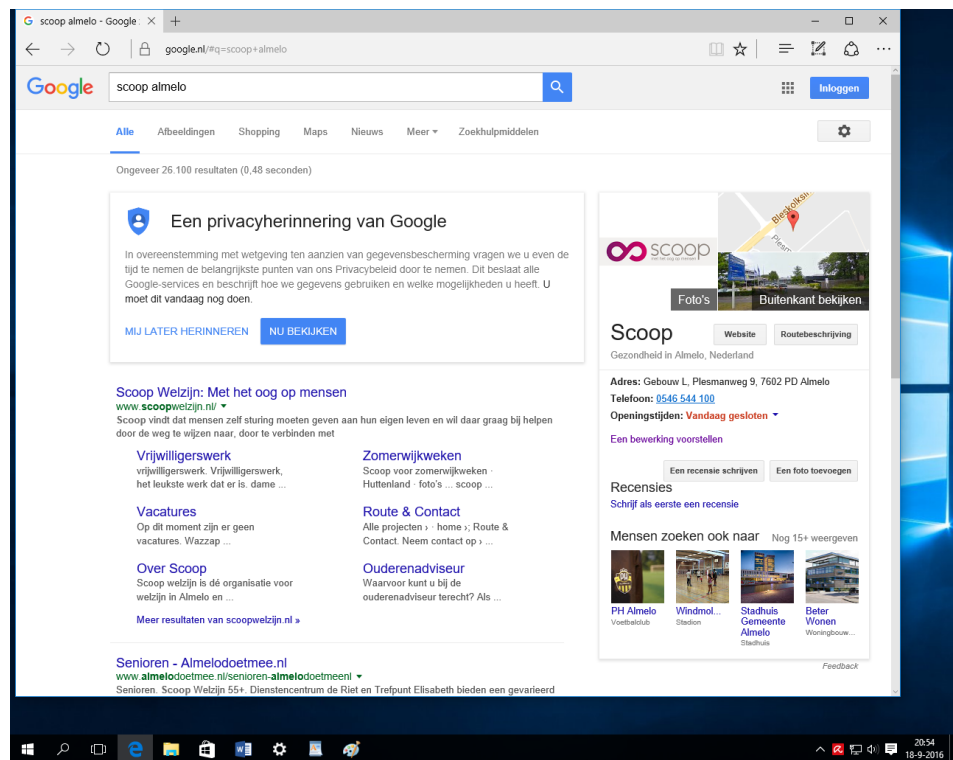 scoop almelo - Google
google.nl/#q=scoop+almelo
Google
scoop almelo
Inloggen
Alle Afbeeldingen Shopping Maps Nieuws Meer Zoekhulpmiddelen
Ongeveer 26.100 resultaten (0,48 seconden)
Een privacyherinnering van Google
In overeenstemming met wetgeving ten aanzien van gegevensbescherming vragen we u even de
tijd te nemen de belangrijkste punten van ons Privacybeleid door te nemen. Dit beslaat alle
Google-services en beschrijft hoe we gegevens gebruiken en welke mogelijkheden u heeft. U
moet dit vandaag nog doen.
MIJ LATER HERINNEREN NU BEKIJKEN
Scoop Welzijn: Met het oog op mensen
www.scoopwelzijn.nl/
Scoop vindt dat mensen zelf sturing moeten geven aan hun eigen leven en wil daar graag bij helpen
door de weg te wijzen naar, door te verbinden met
Vrijwilligerswerk
vrijwilligerswerk. Vrijwilligerswerk,
het leukste werk dat er is. dame ...
Zomerwijkweken
Scoop voor zomerwijkweken ·
Huttenland · foto's ... scoop ...
Vacatures
Op dit moment zijn er geen
vacatures. Wazzap ...
Route & Contact
Alle projecten › · home ›; Route &
Contact. Neem contact op › ...
Over Scoop
Scoop welzijn is dé organisatie voor
welzijn in Almelo en ...
Ouderenadviseur
Waarvoor kunt u bij de
ouderenadviseur terecht? Als ...
Meer resultaten van scoopwelzijn.nl »
Senioren - Almelodoetmee.nl
www.almelodoetmee.nl/senioren-almelodoetmeenl
Senioren. Scoop Welzijn 55+. Dienstencentrum de Riet en Trefpunt Elisabeth bieden een gevarieerd
scoop
Bleskolksi
Plesm
Foto's
Buitenkant bekijken
Scoop
Website Routebeschrijving
Gezondheid in Almelo, Nederland
Adres: Gebouw L, Plesmanweg 9, 7602 PD Almelo
Telefoon: 0546 544 100
Openingstijden: Vandaag gesloten
Een bewerking voorstellen
Een recensie schrijven Een foto toevoegen
Recensies
Schrijf als eerste een recensie
Mensen zoeken ook naar Nog 15+ weergeven
PH Almelo
Voetbalclub
Windmol...
Stadion
Stadhuis
Gemeente
Almelo
Stadhuis
Beter
Wonen
Woningbouw...
Feedback
20:54
18-9-2016